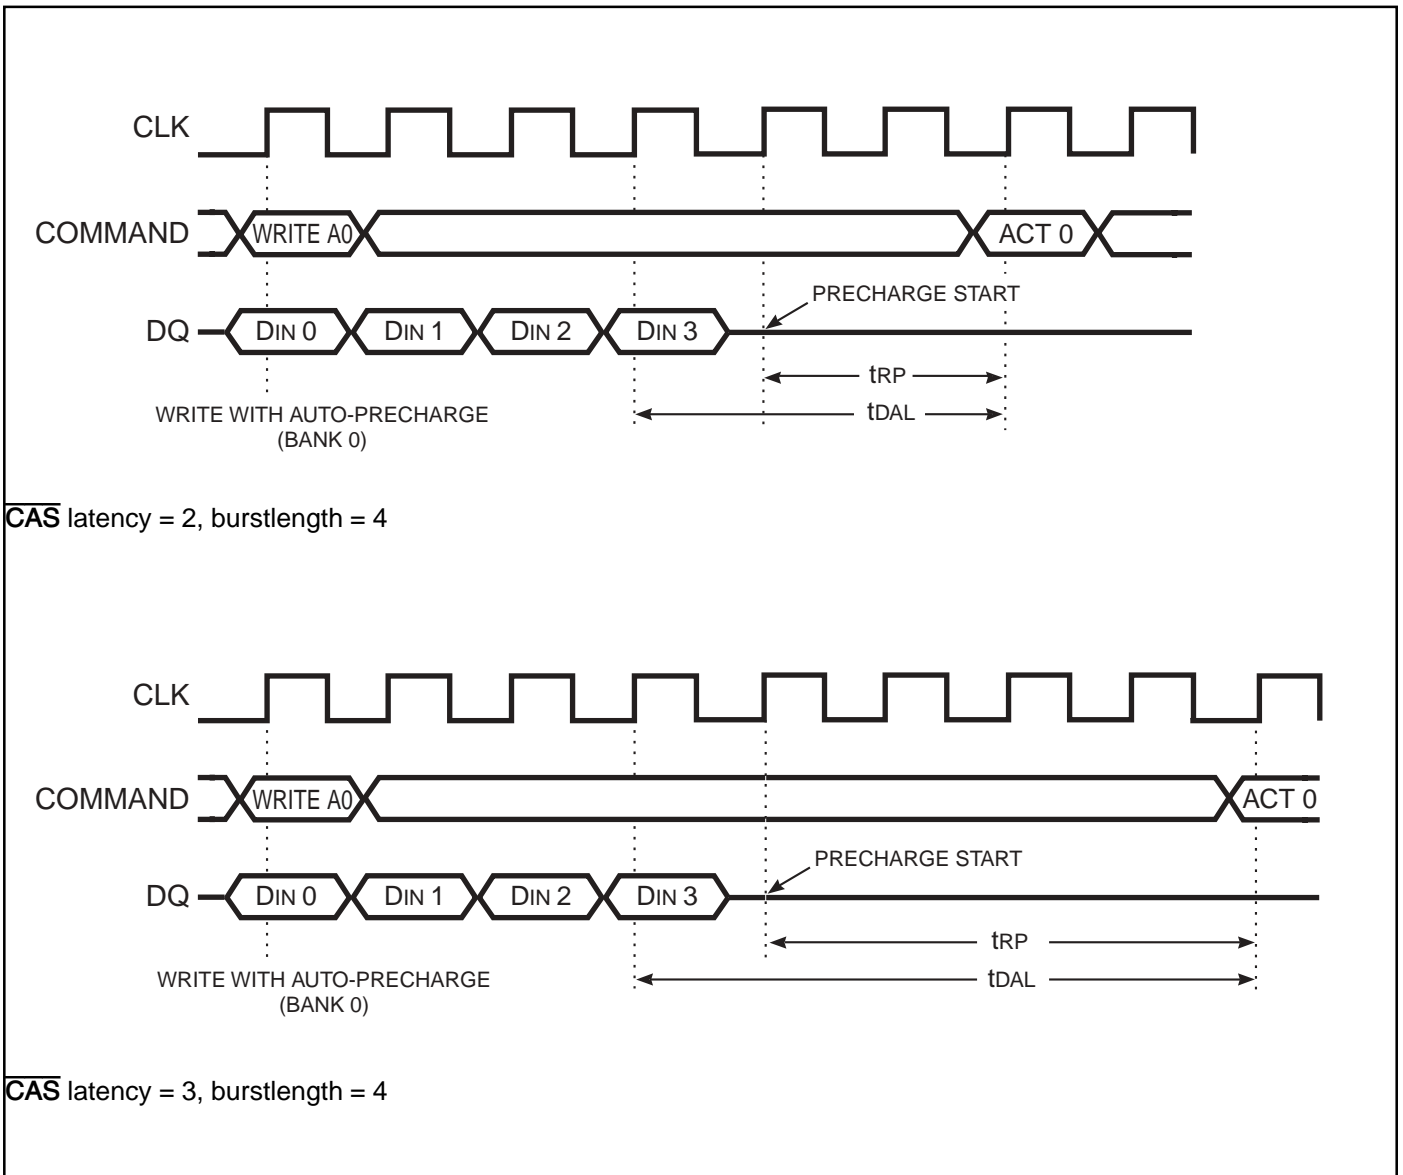 CLK
COMMAND
WRITE A0
ACT 0
PRECHARGE START
DQ
DIN 0
DIN 1
DIN 2
DIN 3
tRP
WRITE WITH AUTO-PRECHARGE
(BANK 0)
tDAL
CAS latency = 2, burstlength = 4
CLK
COMMAND
WRITE A0
ACT 0
PRECHARGE START
DQ
DIN 0
DIN 1
DIN 2
DIN 3
tRP
WRITE WITH AUTO-PRECHARGE
(BANK 0)
tDAL
CAS latency = 3, burstlength = 4